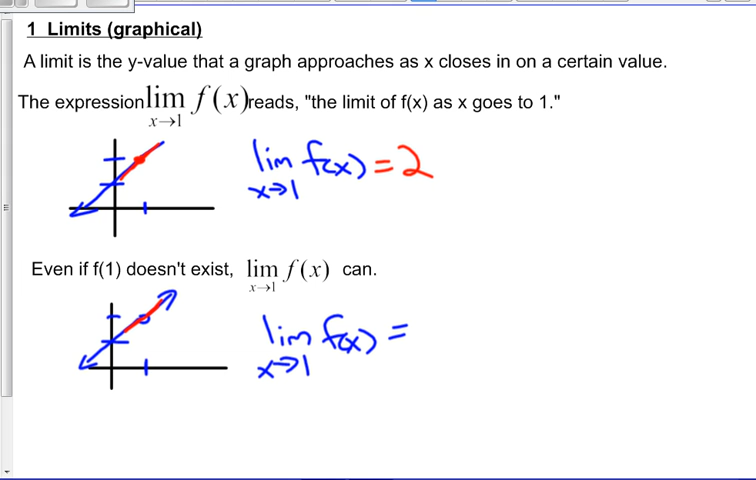 1 Limits (graphical)
A limit is the y-value that a graph approaches as x closes in on a certain value.
The expression lim x→1 f(x) reads, "the limit of f(x) as x goes to 1."
lim x→1 f(x) = 2
Even if f(1) doesn't exist, lim x→1 f(x) can.
lim x→1 f(x) =